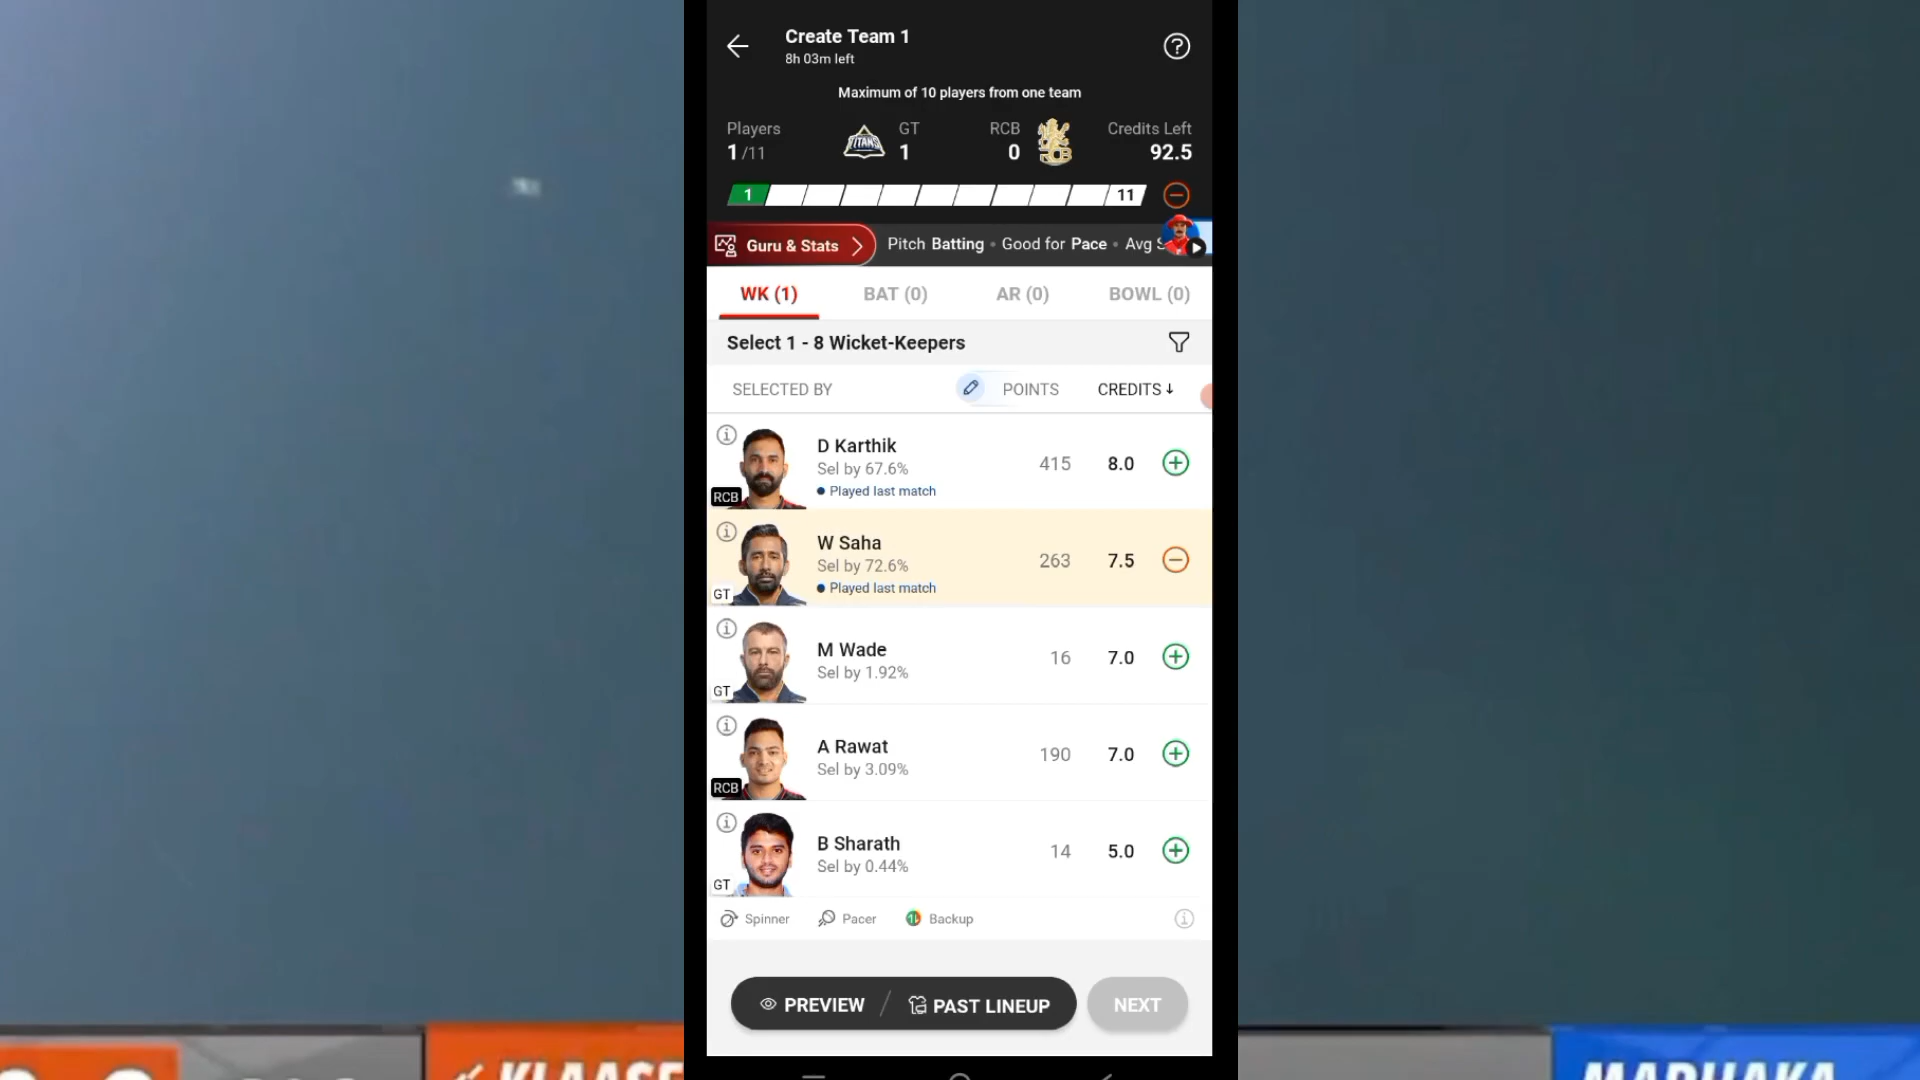 Create Team 1
8h 03m left
Maximum of 10 players from one team
Players
1 /11
TITANS
GT
1
RCB
0
RCB
Credits Left
92.5
1
11
Guru & Stats
Pitch Batting • Good for Pace • Avg
WK (1)
BAT (0)
AR (0)
BOWL (0)
Select 1 - 8 Wicket-Keepers
SELECTED BY
POINTS
CREDITS ↓
D Karthik
Sel by 67.6%
Played last match
RCB
415
8.0
W Saha
Sel by 72.6%
Played last match
GT
263
7.5
M Wade
Sel by 1.92%
GT
16
7.0
A Rawat
Sel by 3.09%
RCB
190
7.0
B Sharath
Sel by 0.44%
GT
14
5.0
Spinner
Pacer
Backup
PREVIEW / PAST LINEUP
NEXT